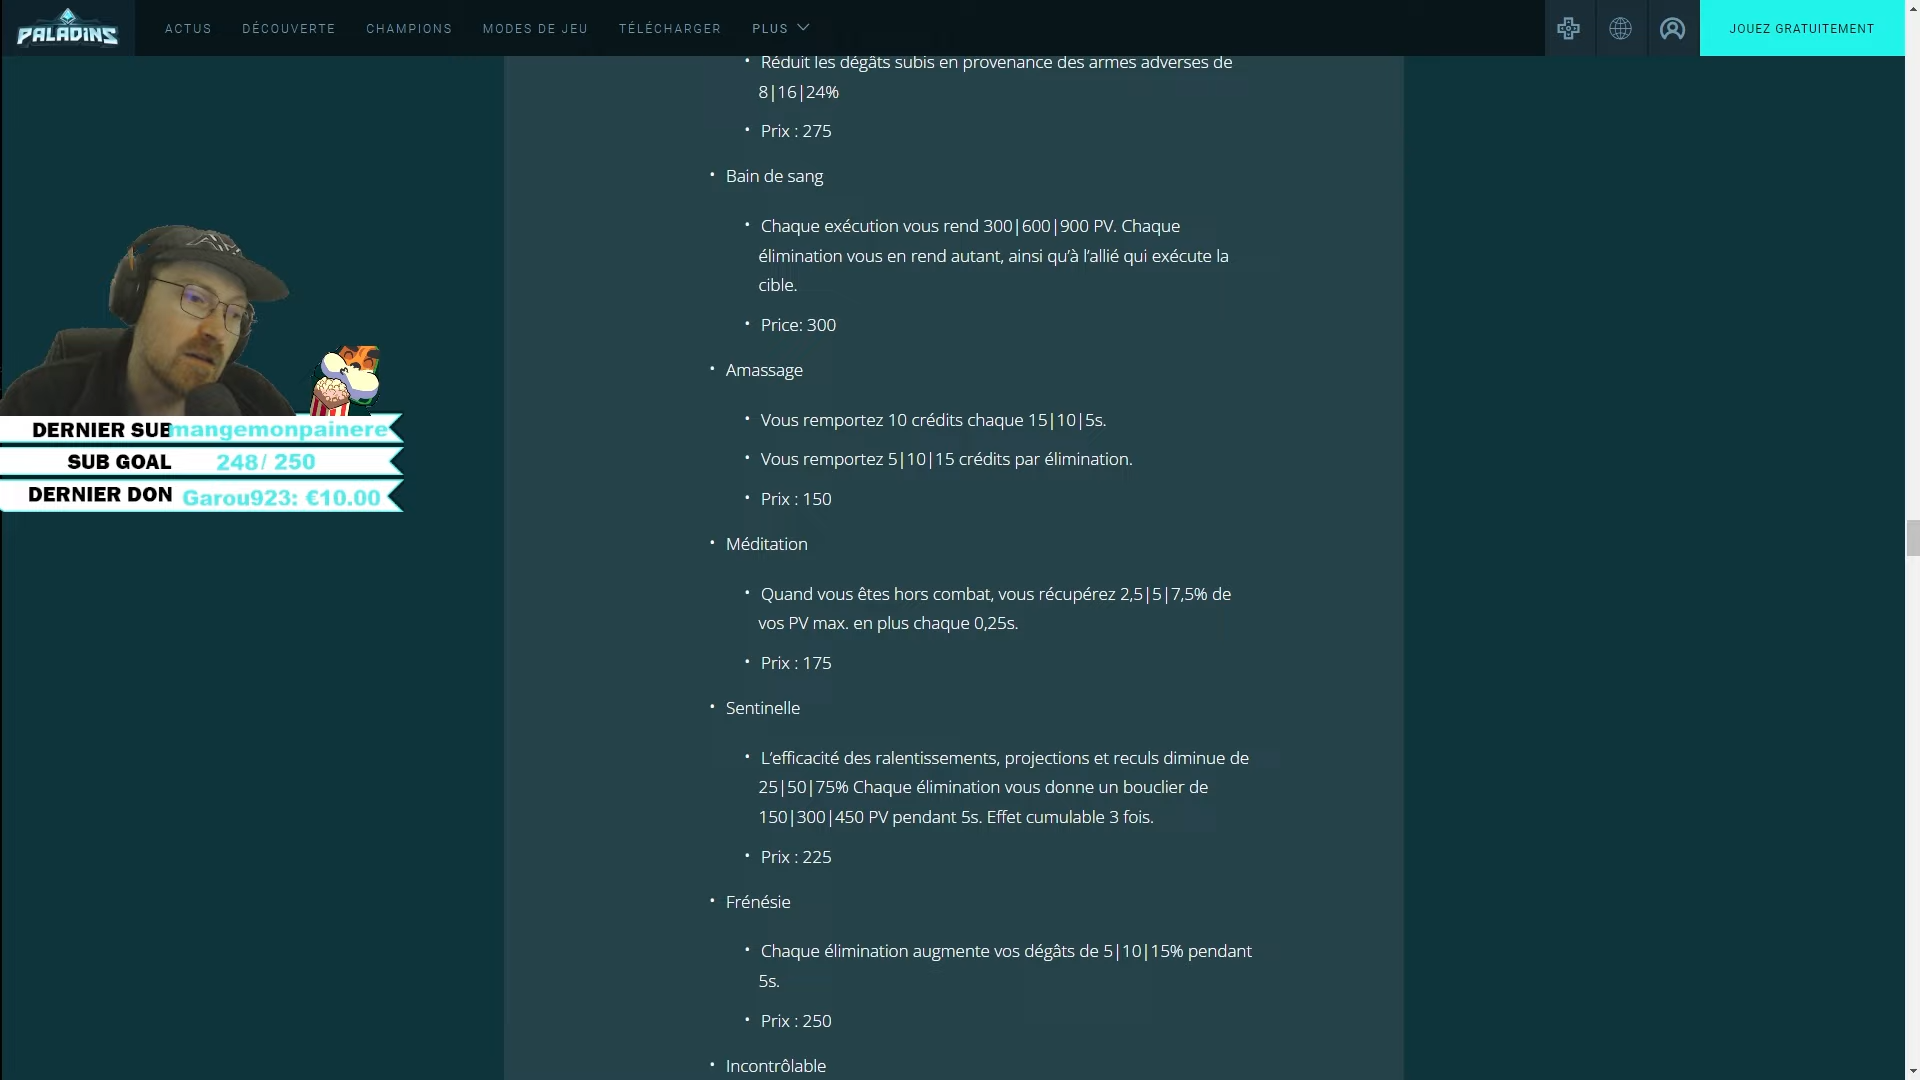 PALADINS
ACTUS
DÉCOUVERTE
CHAMPIONS
MODES DE JEU
TÉLÉCHARGER
PLUS
JOUEZ GRATUITEMENT
• Réduit les dégâts subis en provenance des armes adverses de
8|16|24%
• Prix : 275
• Bain de sang
• Chaque exécution vous rend 300|600|900 PV. Chaque
élimination vous en rend autant, ainsi qu’à l’allié qui exécute la
cible.
• Price: 300
• Amassage
• Vous remportez 10 crédits chaque 15|10|5s.
• Vous remportez 5|10|15 crédits par élimination.
• Prix : 150
• Méditation
• Quand vous êtes hors combat, vous récupérez 2,5|5|7,5% de
vos PV max. en plus chaque 0,25s.
• Prix : 175
• Sentinelle
• L’efficacité des ralentissements, projections et reculs diminue de
25|50|75% Chaque élimination vous donne un bouclier de
150|300|450 PV pendant 5s. Effet cumulable 3 fois.
• Prix : 225
• Frénésie
• Chaque élimination augmente vos dégâts de 5|10|15% pendant
5s.
• Prix : 250
• Incontrôlable
DERNIER SUB mangemonpainere
SUB GOAL 248/ 250
DERNIER DON Garou923: €10.00